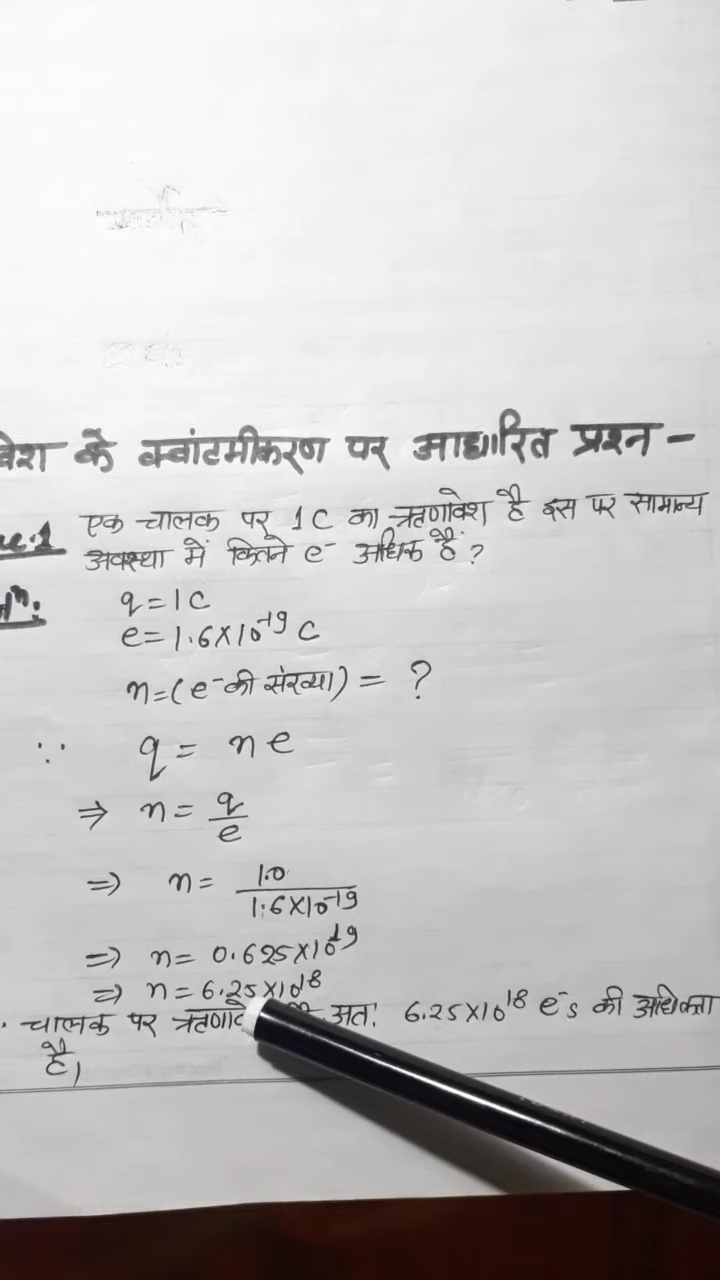 के क्वांटमीकरण पर आधारित प्रश्न -
एक चालक पर 1C का ऋणावेश है इस पर सामान्य
अवस्था में कितने e⁻ अधिक हैं?
q = 1C
e = 1.6×10⁻¹⁹ C
n = (e⁻ की संख्या) = ?
∵ q = ne
⇒ n = q/e
⇒ n = 1.0/1.6×10⁻¹⁹
⇒ n = 0.625×10¹⁹
⇒ n = 6.25×10¹⁸
चालक पर अतः 6.25×10¹⁸ e⁻s की अधिकता
है,